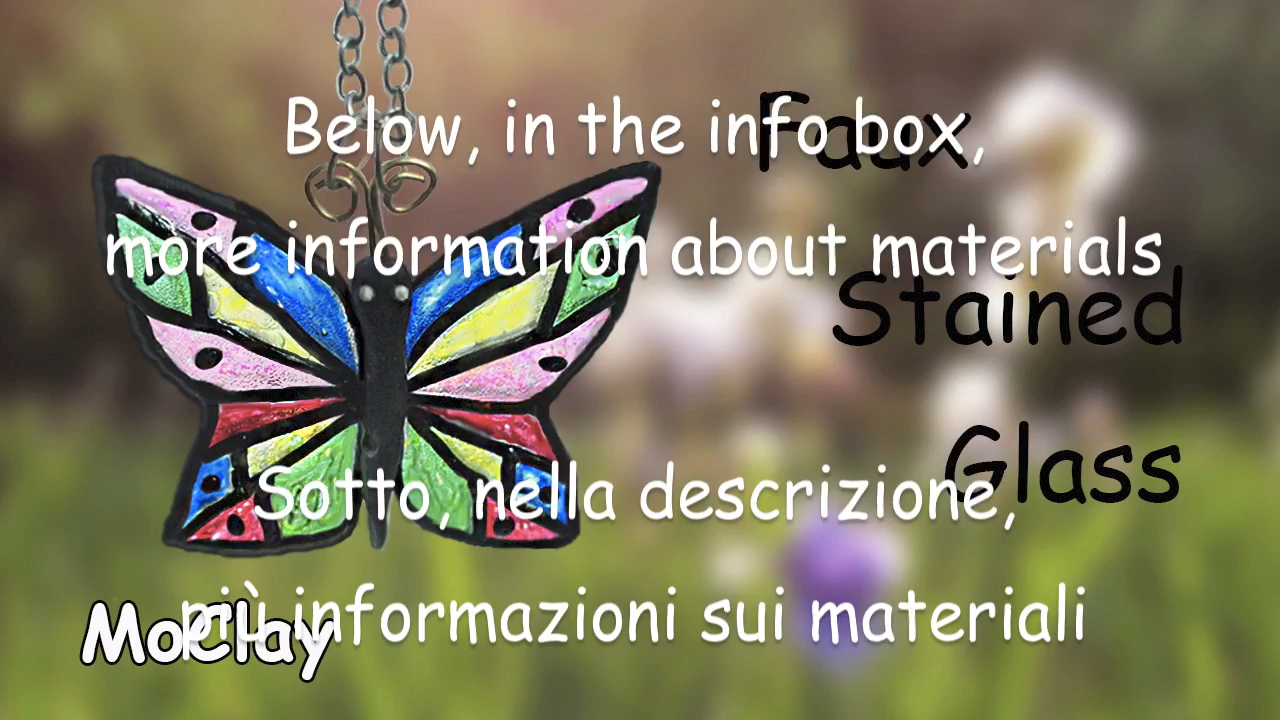 Below, in the info box,
Faux
more information about materials
Stained
Glass
Sotto, nella descrizione,
più informazioni sui materiali
MoClay